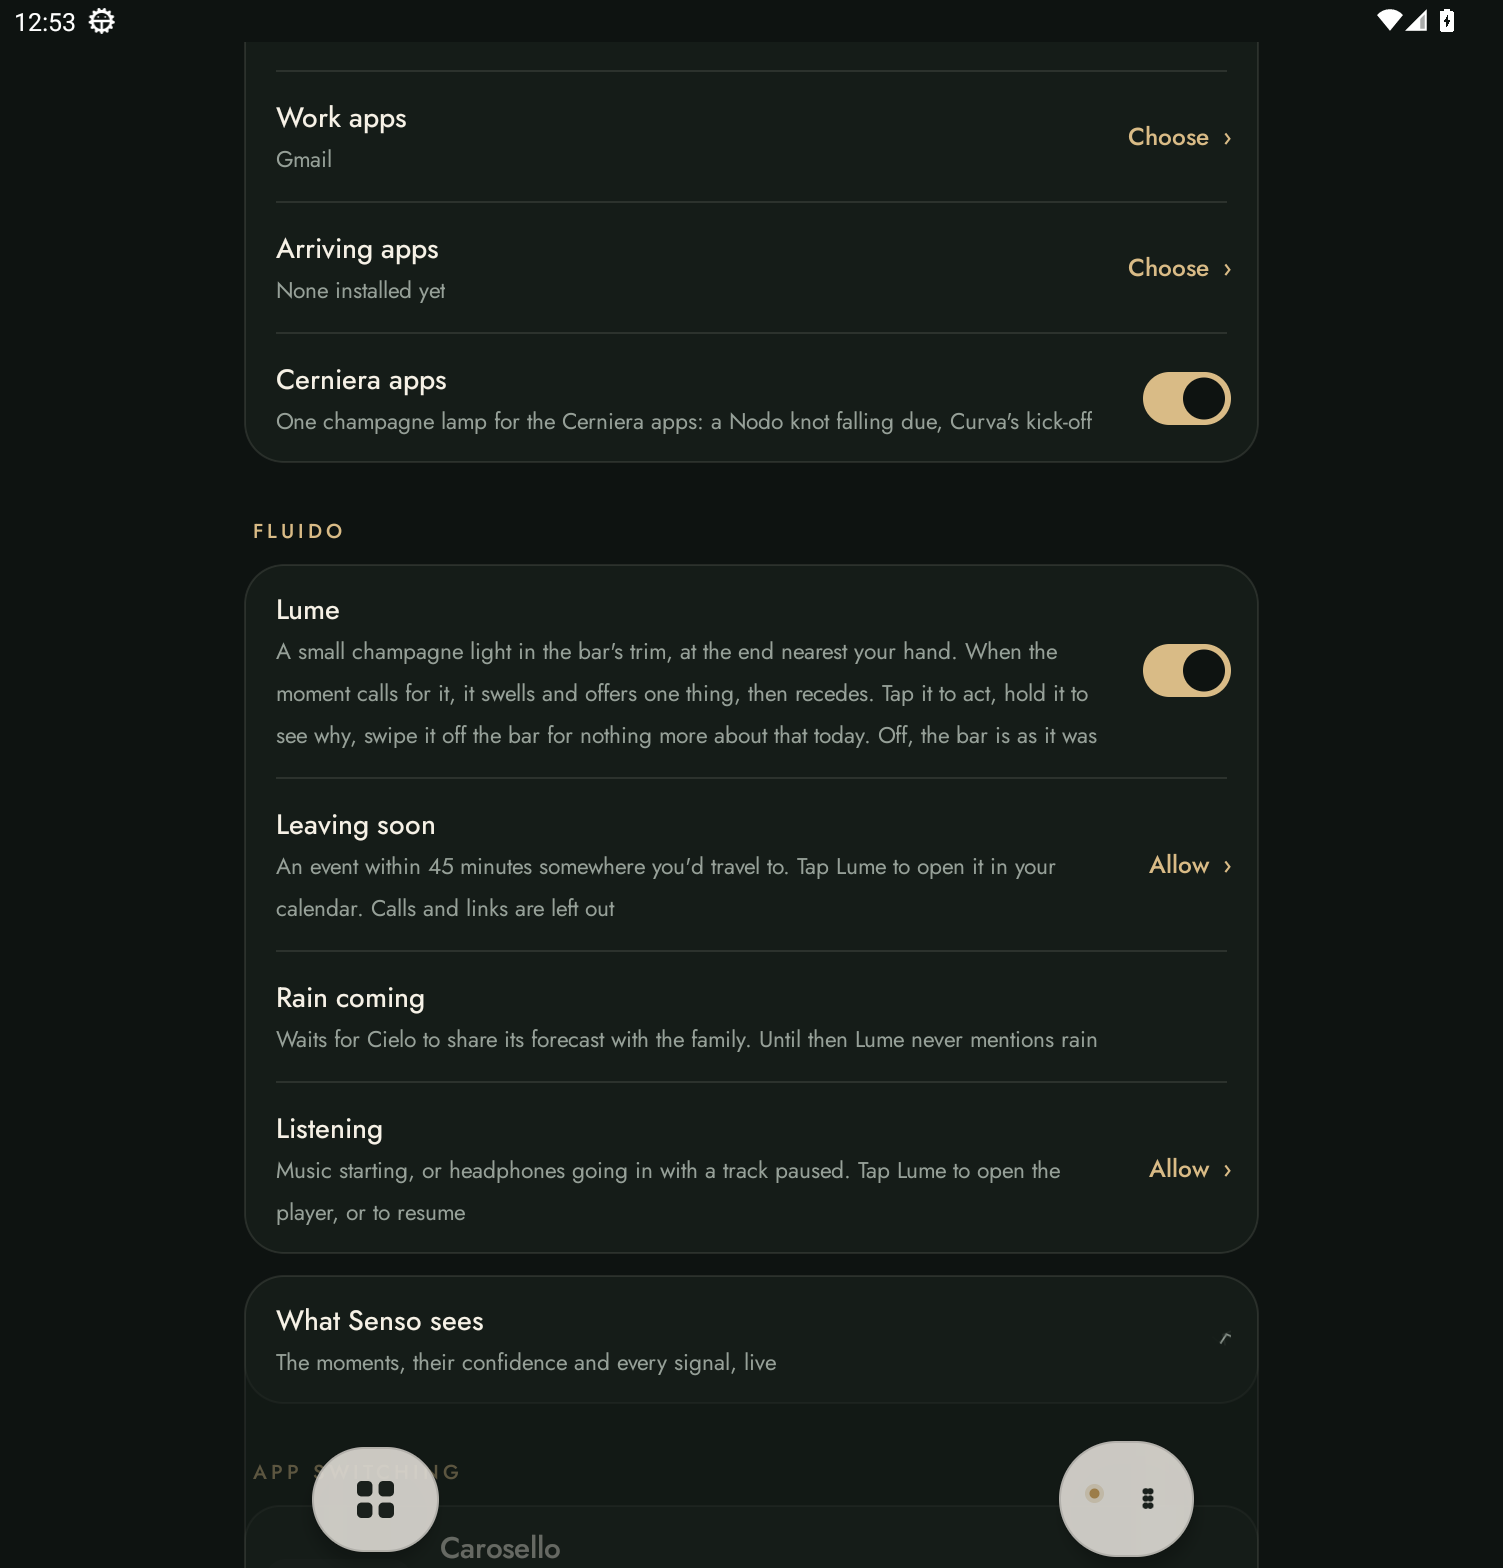 12:53
Work apps
Gmail
Choose ›
Arriving apps
None installed yet
Choose ›
Cerniera apps
One champagne lamp for the Cerniera apps: a Nodo knot falling due, Curva's kick-off
FLUIDO
Lume
A small champagne light in the bar's trim, at the end nearest your hand. When the
moment calls for it, it swells and offers one thing, then recedes. Tap it to act, hold it to
see why, swipe it off the bar for nothing more about that today. Off, the bar is as it was
Leaving soon
An event within 45 minutes somewhere you'd travel to. Tap Lume to open it in your
calendar. Calls and links are left out
Allow ›
Rain coming
Waits for Cielo to share its forecast with the family. Until then Lume never mentions rain
Listening
Music starting, or headphones going in with a track paused. Tap Lume to open the
player, or to resume
Allow ›
What Senso sees
The moments, their confidence and every signal, live
APP SWITCHING
Carosello